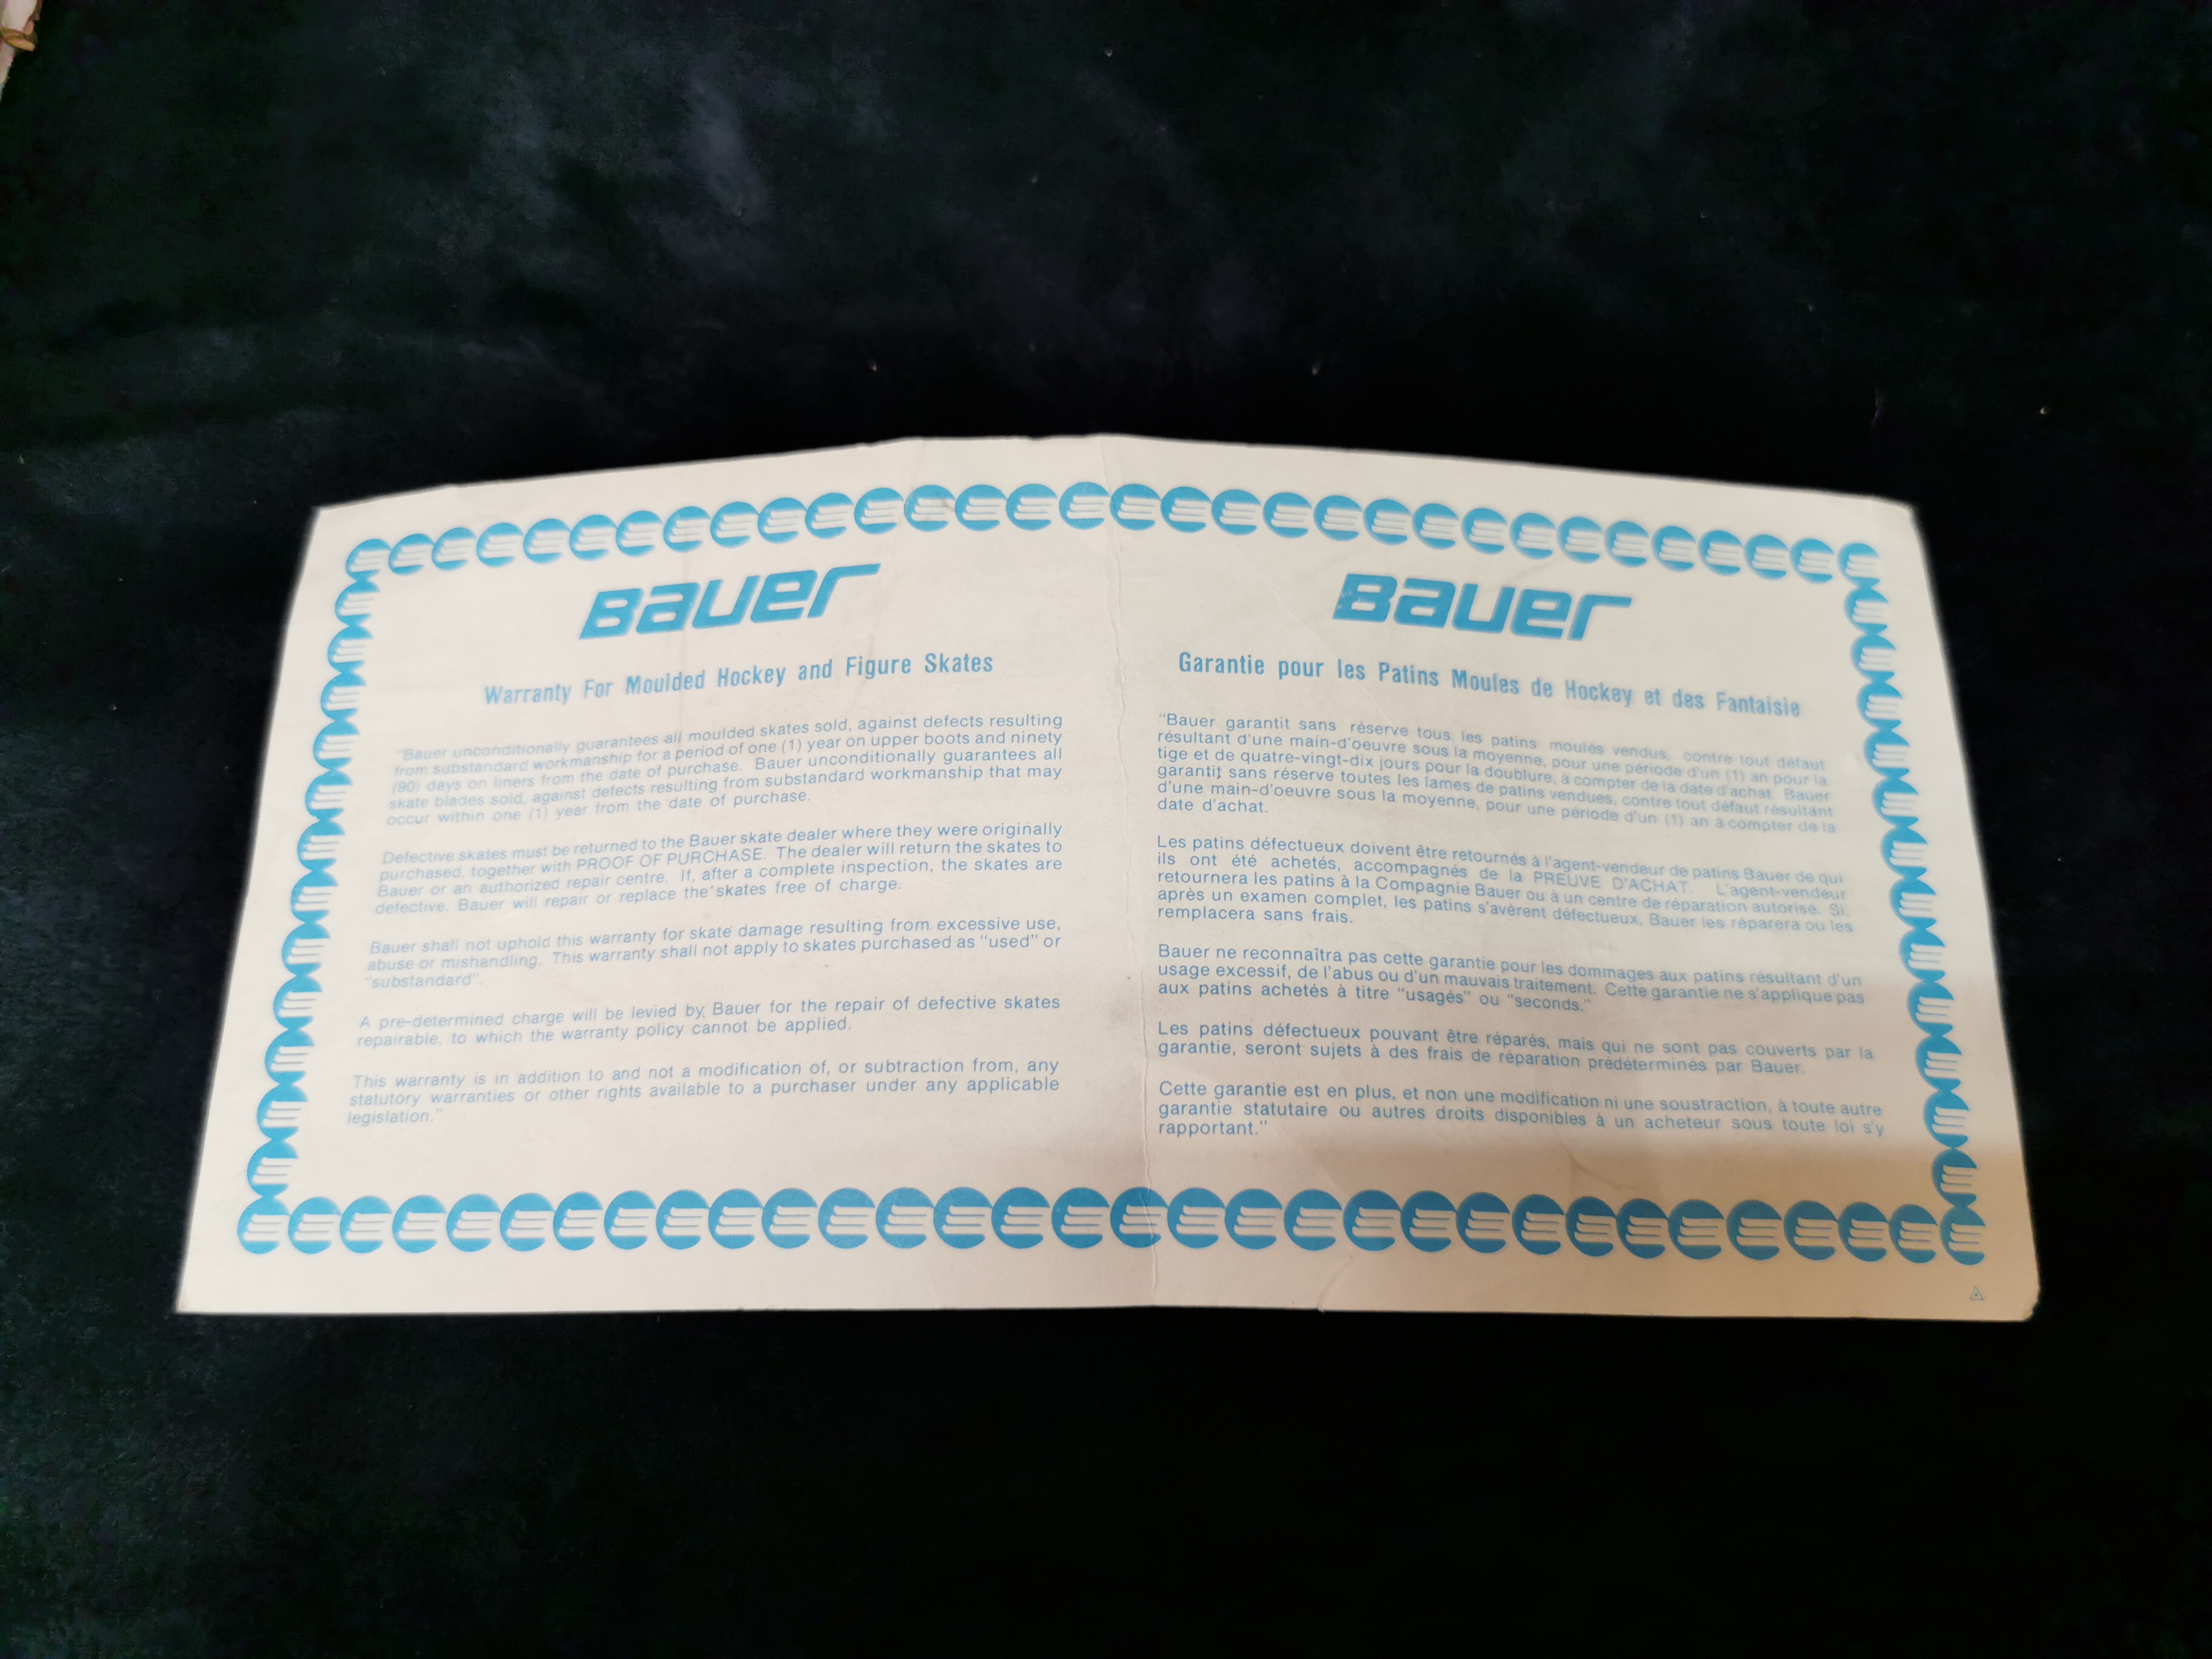 Bauer
Warranty For Moulded Hockey and Figure Skates
"Bauer unconditionally guarantees all moulded skates sold, against defects resulting
from substandard workmanship for a period of one (1) year on upper boots and ninety
(90) days on liners from the date of purchase. Bauer unconditionally guarantees all
skate blades sold, against defects resulting from substandard workmanship that may
occur within one (1) year from the date of purchase.
Defective skates must be returned to the Bauer skate dealer where they were originally
purchased, together with PROOF OF PURCHASE. The dealer will return the skates to
Bauer or an authorized repair centre. If, after a complete inspection, the skates are
defective, Bauer will repair or replace the skates free of charge.
Bauer shall not uphold this warranty for skate damage resulting from excessive use,
abuse or mishandling. This warranty shall not apply to skates purchased as "used" or
"substandard".
A pre-determined charge will be levied by Bauer for the repair of defective skates
repairable, to which the warranty policy cannot be applied.
This warranty is in addition to and not a modification of, or subtraction from, any
statutory warranties or other rights available to a purchaser under any applicable
legislation."
Bauer
Garantie pour les Patins Moules de Hockey et des Fantaisie
"Bauer garantit sans réserve tous les patins moulés vendus, contre tout défaut
résultant d'une main-d'oeuvre sous la moyenne, pour une période d'un (1) an pour la
tige et de quatre-vingt-dix jours pour la doublure, à compter de la date d'achat. Bauer
garantit sans réserve toutes les lames de patins vendues, contre tout défaut résultant
d'une main-d'oeuvre sous la moyenne, pour une période d'un (1) an à compter de la
date d'achat.
Les patins défectueux doivent être retournés à l'agent-vendeur de patins Bauer de qui
ils ont été achetés, accompagnés de la PREUVE D'ACHAT. L'agent-vendeur
retournera les patins à la Compagnie Bauer ou à un centre de réparation autorisé. Si,
après un examen complet, les patins s'avèrent défectueux, Bauer les réparera ou les
remplacera sans frais.
Bauer ne reconnaîtra pas cette garantie pour les dommages aux patins résultant d'un
usage excessif, de l'abus ou d'un mauvais traitement. Cette garantie ne s'applique pas
aux patins achetés à titre "usagés" ou "seconds."
Les patins défectueux pouvant être réparés, mais qui ne sont pas couverts par la
garantie, seront sujets à des frais de réparation prédéterminés par Bauer.
Cette garantie est en plus, et non une modification ni une soustraction, à toute autre
garantie statutaire ou autres droits disponibles à un acheteur sous toute loi s'y
rapportant."